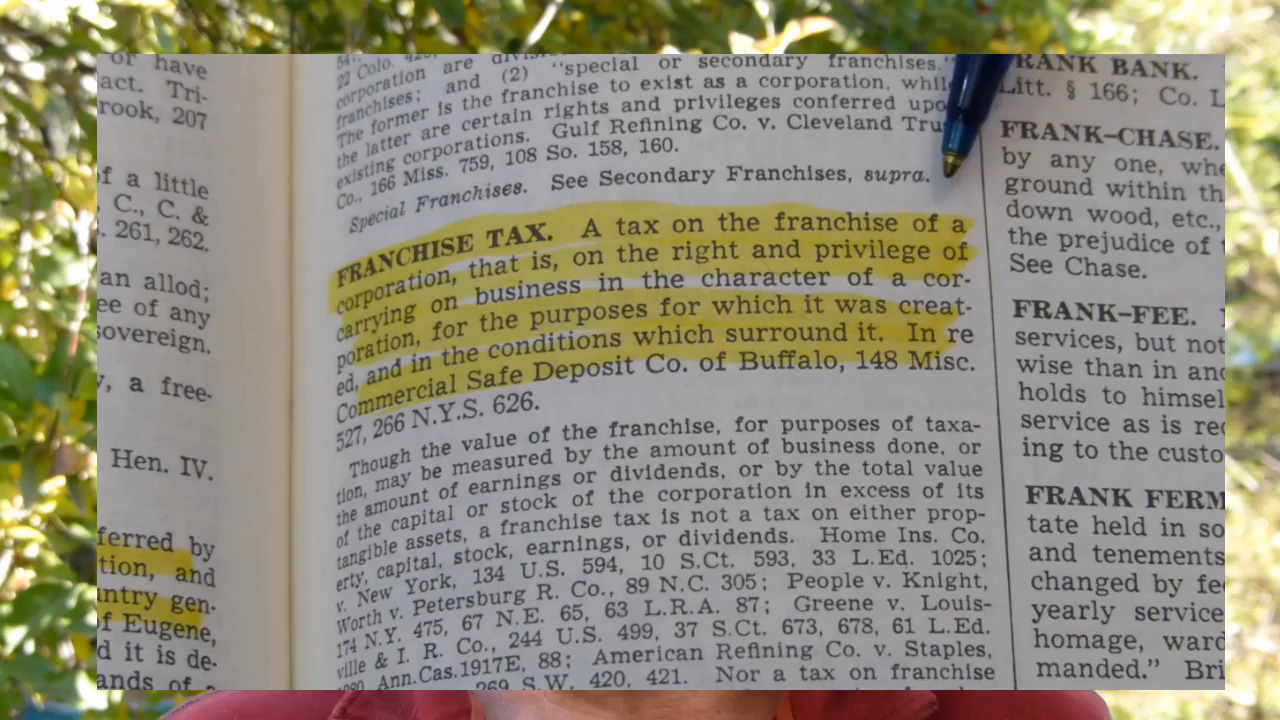 or have
act. Tri-
rook, 207
of a little
C., C. &
261, 262.
an allod;
ee of any
sovereign.
a free-
Hen. IV.
ferred by
tion, and
untry gen-
of Eugene,
d it is de-
ands of a
22 Colo.
corporation are
franchises; and (2) "special or secondary franchises."
The former is the franchise to exist as a corporation, while
the latter are certain rights and privileges conferred upo
existing corporations. Gulf Refining Co. v. Cleveland Tru
Co., 166 Miss. 759, 108 So. 158, 160.
Special Franchises. See Secondary Franchises, supra.
FRANCHISE TAX. A tax on the franchise of a
corporation, that is, on the right and privilege of
carrying on business in the character of a cor-
poration, for the purposes for which it was creat-
ed, and in the conditions which surround it. In re
Commercial Safe Deposit Co. of Buffalo, 148 Misc.
527, 266 N.Y.S. 626.
Though the value of the franchise, for purposes of taxa-
tion, may be measured by the amount of business done, or
the amount of earnings or dividends, or by the total value
of the capital or stock of the corporation in excess of its
tangible assets, a franchise tax is not a tax on either prop-
erty, capital, stock, earnings, or dividends. Home Ins. Co.
v. New York, 134 U.S. 594, 10 S.Ct. 593, 33 L.Ed. 1025;
Worth v. Petersburg R. Co., 89 N.C. 305; People v. Knight,
174 N.Y. 475, 67 N.E. 65, 63 L.R.A. 87; Greene v. Louis-
ville & I. R. Co., 244 U.S. 499, 37 S.Ct. 673, 678, 61 L.Ed.
Ann.Cas.1917E, 88; American Refining Co. v. Staples,
269 S.W. 420, 421. Nor a tax on franchise
RANK BANK.
Litt. § 166; Co. L
FRANK-CHASE.
by any one, whe
ground within th
down wood, etc.,
the prejudice of
See Chase.
FRANK-FEE.
services, but not
wise than in anc
holds to himsel
service as is rec
ing to the custo
FRANK FERM
tate held in so
and tenements
changed by fe
yearly service
homage, ward
manded." Bri